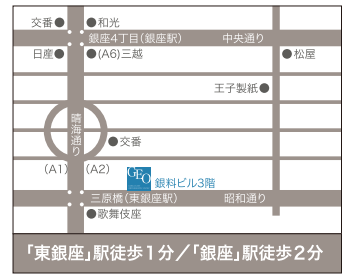 交番● ●和光
銀座4丁目(銀座駅) 中央通り
日産● ●(A6)三越 ●松屋
王子製紙●
晴海通り
●交番
(A1) (A2)
GEO 銀料ビル3階
三原橋(東銀座駅) 昭和通り
●歌舞伎座
「東銀座」駅徒歩1分/「銀座」駅徒歩2分